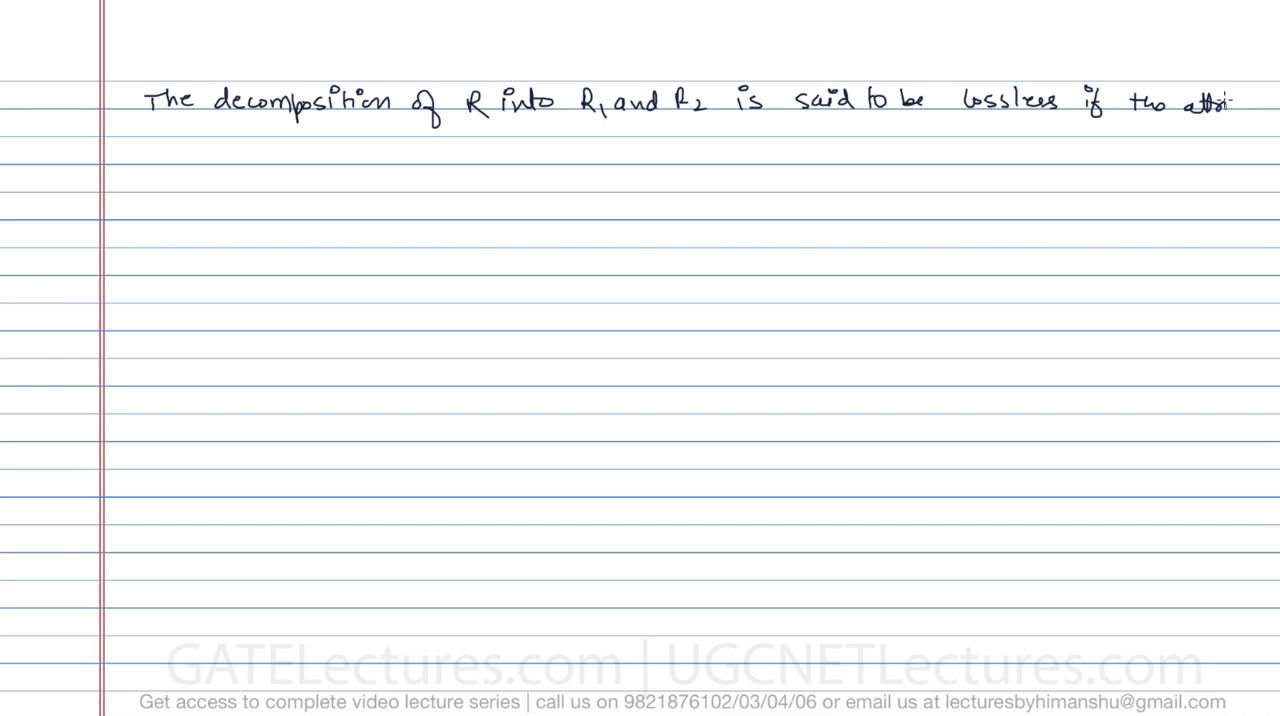 The decomposition of R into R1 and R2 is said to be lossless if the attri
GATELectures.com | UGCNETLectures.com
Get access to complete video lecture series | call us on 9821876102/03/04/06 or email us at lecturesbyhimanshu@gmail.com